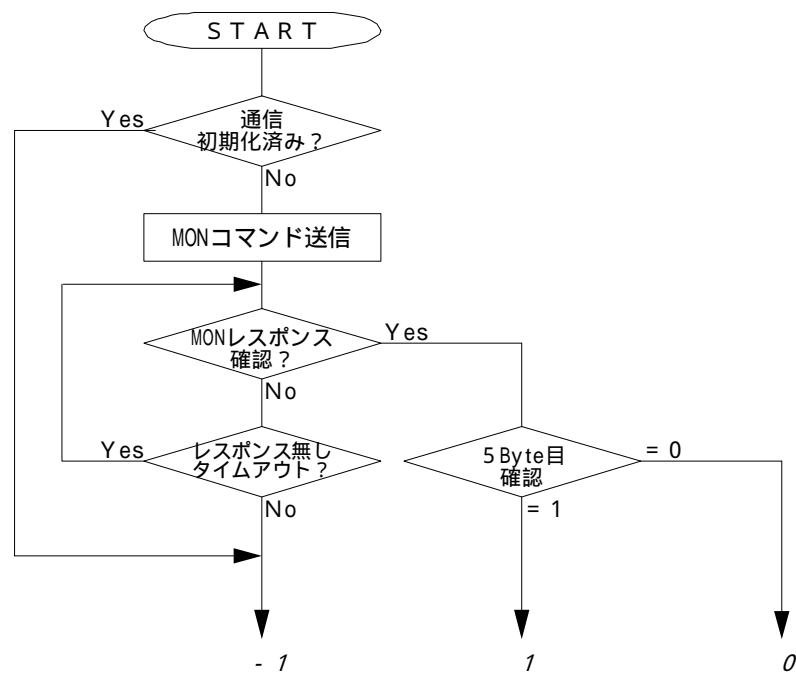 START
Yes
通信
初期化済み？
No
MONコマンド送信
MONレスポンス
確認？
Yes
No
Yes
レスポンス無し
タイムアウト？
No
5Byte目
確認
= 0
= 1
- 1
1
0